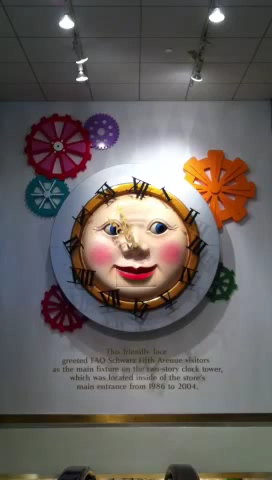 This friendly face
greeted FAO Schwarz Fifth Avenue visitors
as the main fixture on the two-story clock tower,
which was located inside of the store's
main entrance from 1986 to 2004.